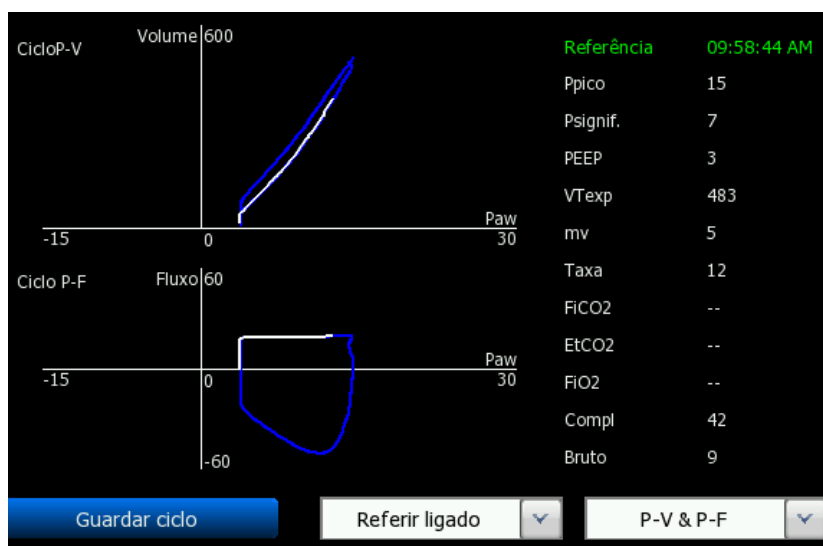 CicloP-V
Volume 600
Paw
-15 0 30
Ciclo P-F
Fluxo 60
Paw
-15 0 30
-60
Referência 09:58:44 AM
Ppico 15
Psignif. 7
PEEP 3
VTexp 483
mv 5
Taxa 12
FiCO2 --
EtCO2 --
FiO2 --
Compl 42
Bruto 9
Guardar ciclo
Referir ligado
P-V & P-F